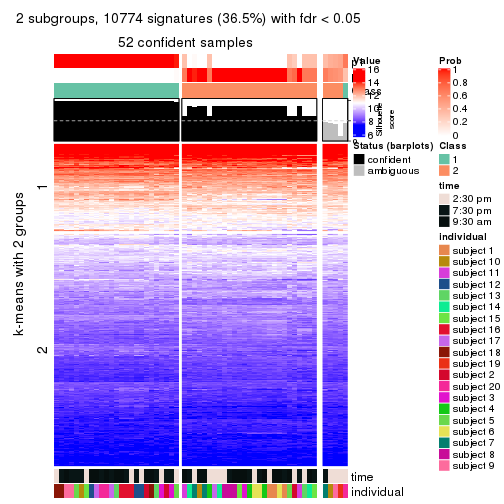 2 subgroups, 10774 signatures (36.5%) with fdr < 0.05
52 confident samples
k-means with 2 groups
1
2
p1
Value
16
14
12
10
8
6
Silhouette
score
Prob
1
0.8
0.6
0.4
0.2
0
Status (barplots)
confident
ambiguous
Class
1
2
time
2:30 pm
7:30 pm
9:30 am
individual
subject 1
subject 10
subject 11
subject 12
subject 13
subject 14
subject 15
subject 16
subject 17
subject 18
subject 19
subject 2
subject 20
subject 3
subject 4
subject 5
subject 6
subject 7
subject 8
subject 9
time
individual